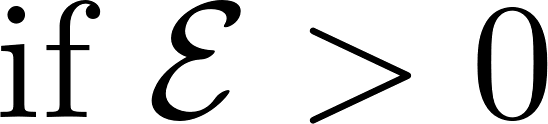 if ℰ > 0